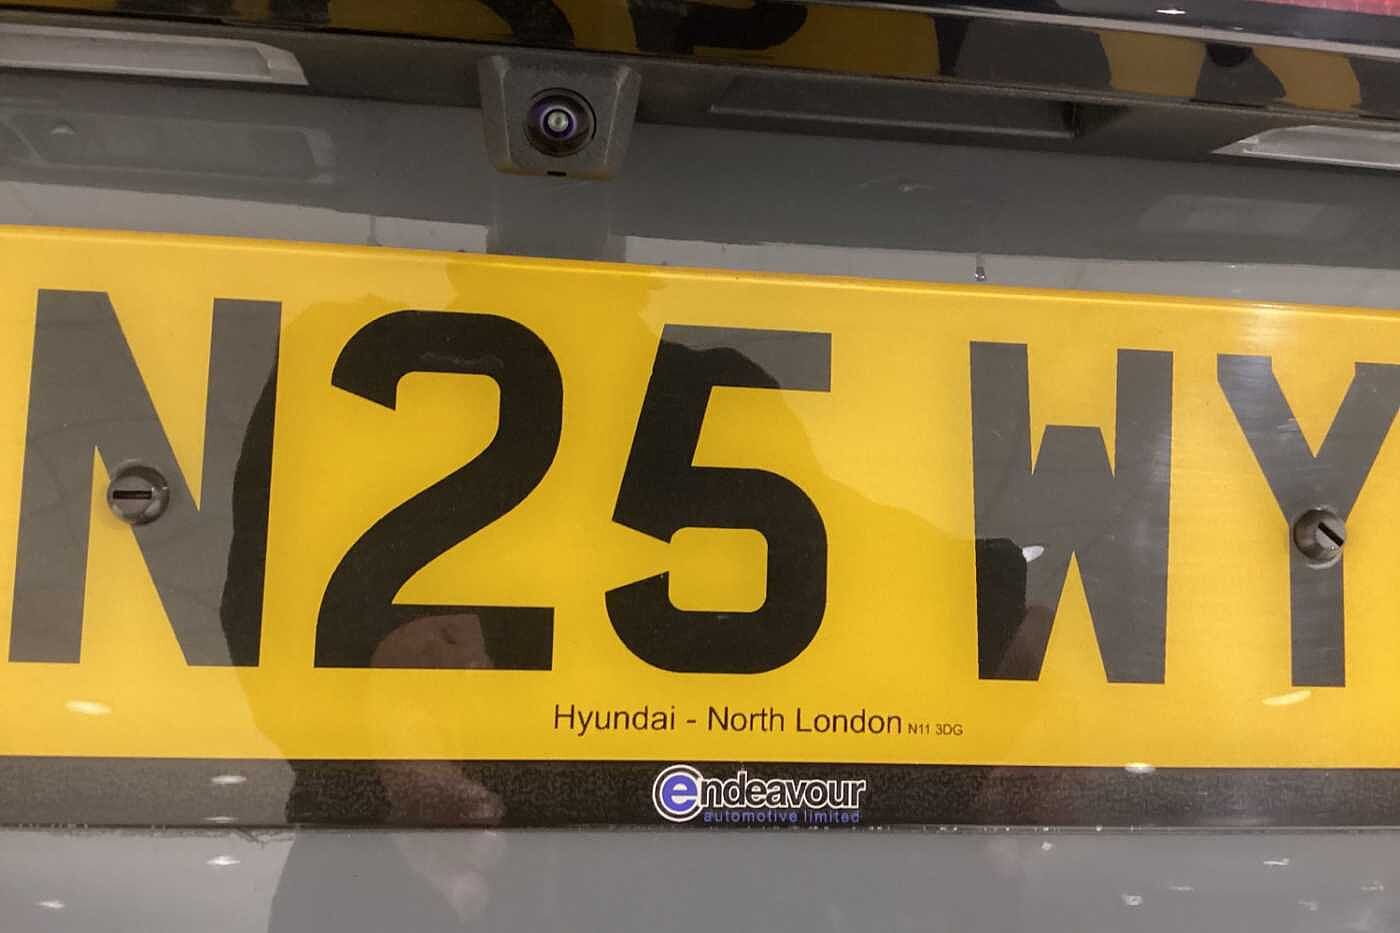 N25 WY
Hyundai - North London N11 3DG
endeavour
automotive limited